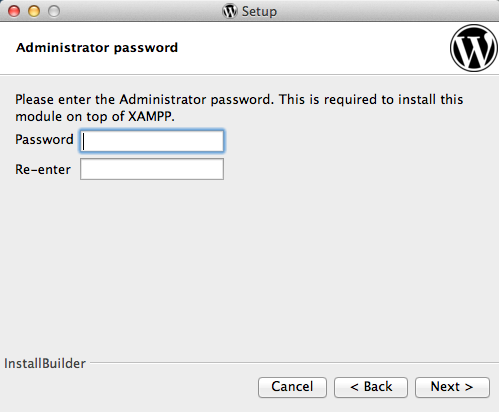 Setup
Administrator password
Please enter the Administrator password. This is required to install this
module on top of XAMPP.
Password
Re-enter
InstallBuilder
Cancel
< Back
Next >